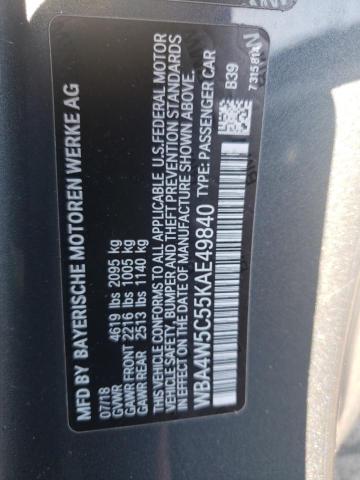 MFD BY BAYERISCHE MOTOREN WERKE AG
07/18
GVWR 4619 lbs 2095 kg
GAWR FRONT 2216 lbs 1005 kg
GAWR REAR 2513 lbs 1140 kg
THIS VEHICLE CONFORMS TO ALL APPLICABLE U.S. FEDERAL MOTOR
VEHICLE SAFETY, BUMPER AND THEFT PREVENTION STANDARDS IN
EFFECT ON THE DATE OF MANUFACTURE SHOWN ABOVE.
WBA4W5C55KAE49840 TYPE: PASSENGER CAR
B39
7315814